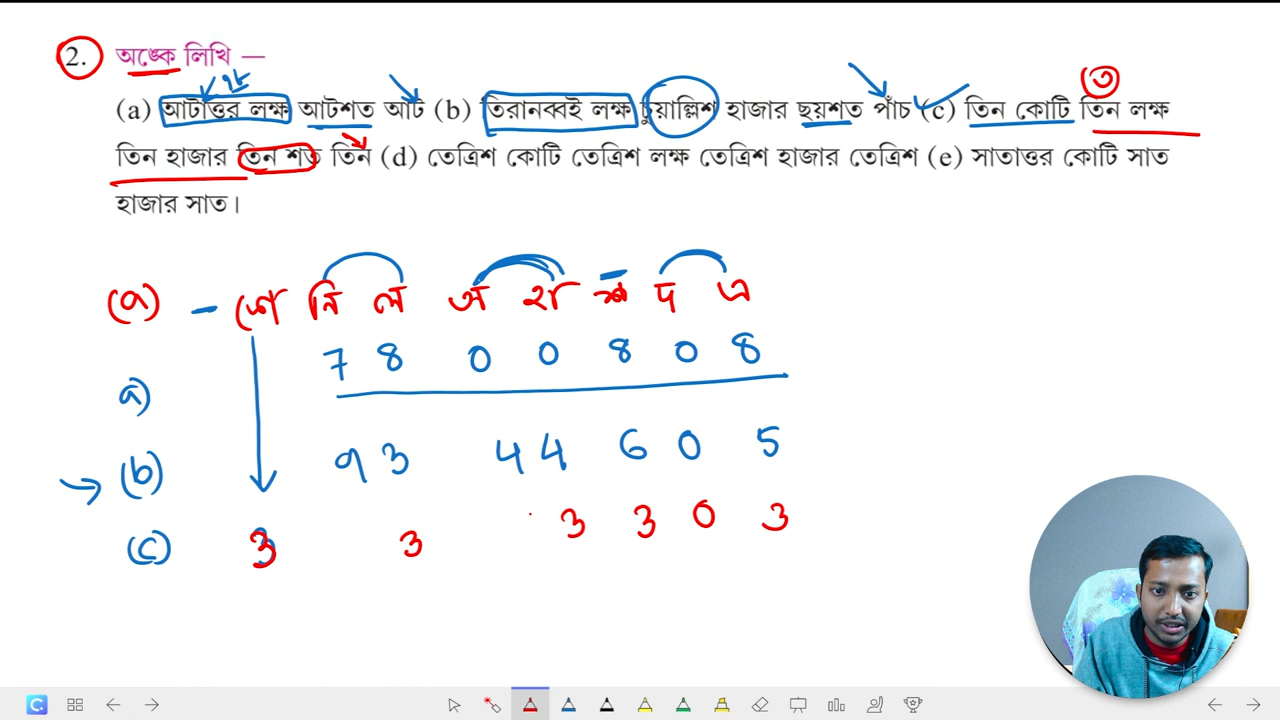 2. অঙ্কে লিখি —
(a) আটাত্তর লক্ষ আটশত আট (b) তিরানব্বই লক্ষ চুয়াল্লিশ হাজার ছয়শত পাঁচ (c) তিন কোটি তিন লক্ষ
তিন হাজার তিন শত তিন (d) তেত্রিশ কোটি তেত্রিশ লক্ষ তেত্রিশ হাজার তেত্রিশ (e) সাতাত্তর কোটি সাত
হাজার সাত।
(a) - কো নি ল অ হা শ দ এ
7 8 0 0 8 0 8
a)
(b) 9 3 4 4 6 0 5
(c) 3 3 3 3 0 3